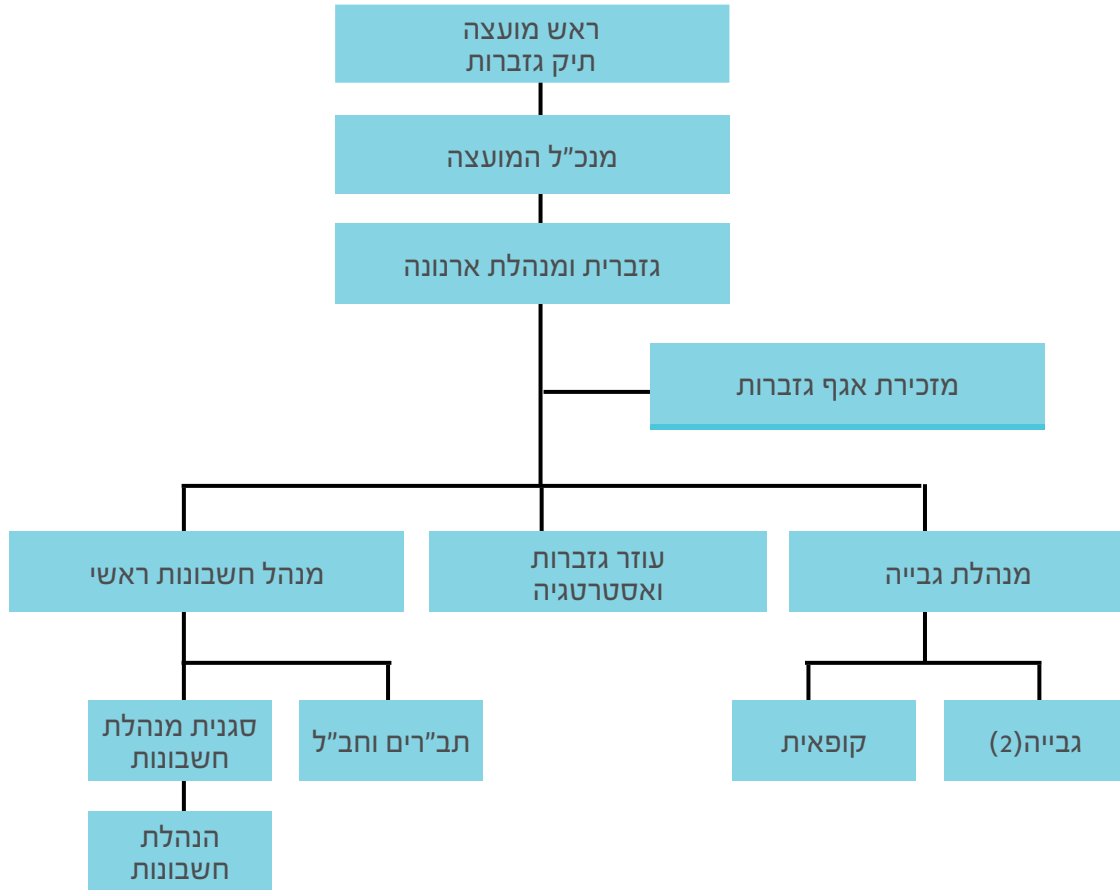 ראש מועצה
תיק גזברות
מנכ"ל המועצה
גזברית ומנהלת ארנונה
מזכירת אגף גזברות
מנהלת גבייה
עוזר גזברות
ואסטרטגיה
מנהל חשבונות ראשי
גבייה(2)
קופאית
תב"רים וחב"ל
סגנית מנהלת
חשבונות
הנהלת
חשבונות